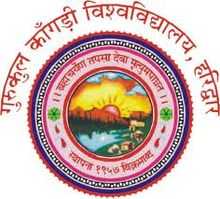 गुरुकुल काँगड़ी विश्वविद्यालय, हरिद्वार
ब्रह्मचर्येण तपसा देवा मृत्युमपाघ्नत
स्थापना १९५७ विक्रमाब्द